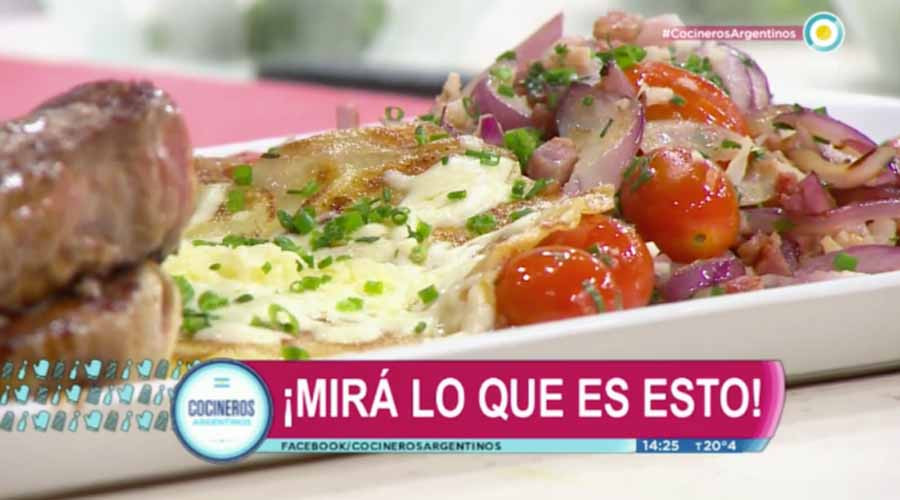 #CocinerosArgentinos
¡MIRÁ LO QUE ES ESTO!
COCINEROS
ARGENTINOS
FACEBOOK/COCINEROSARGENTINOS
14:25 T20°4